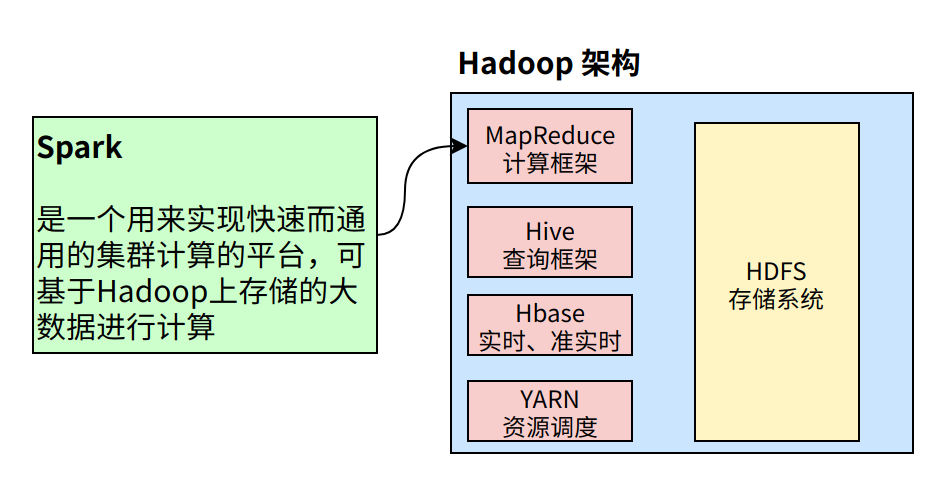 Hadoop 架构
Spark
是一个用来实现快速而通
用的集群计算的平台，可
基于Hadoop上存储的大
数据进行计算
MapReduce
计算框架
Hive
查询框架
Hbase
实时、准实时
YARN
资源调度
HDFS
存储系统